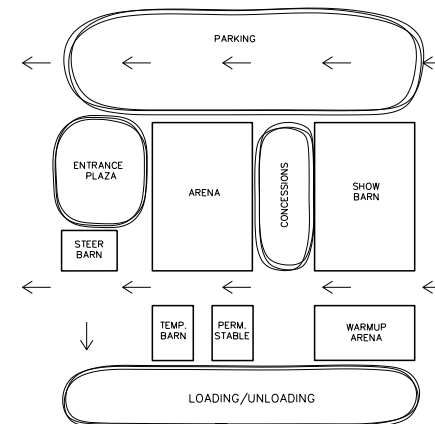 PARKING
ENTRANCE
PLAZA
ARENA
CONCESSIONS
SHOW
BARN
STEER
BARN
TEMP.
BARN
PERM.
STABLE
WARMUP
ARENA
LOADING/UNLOADING